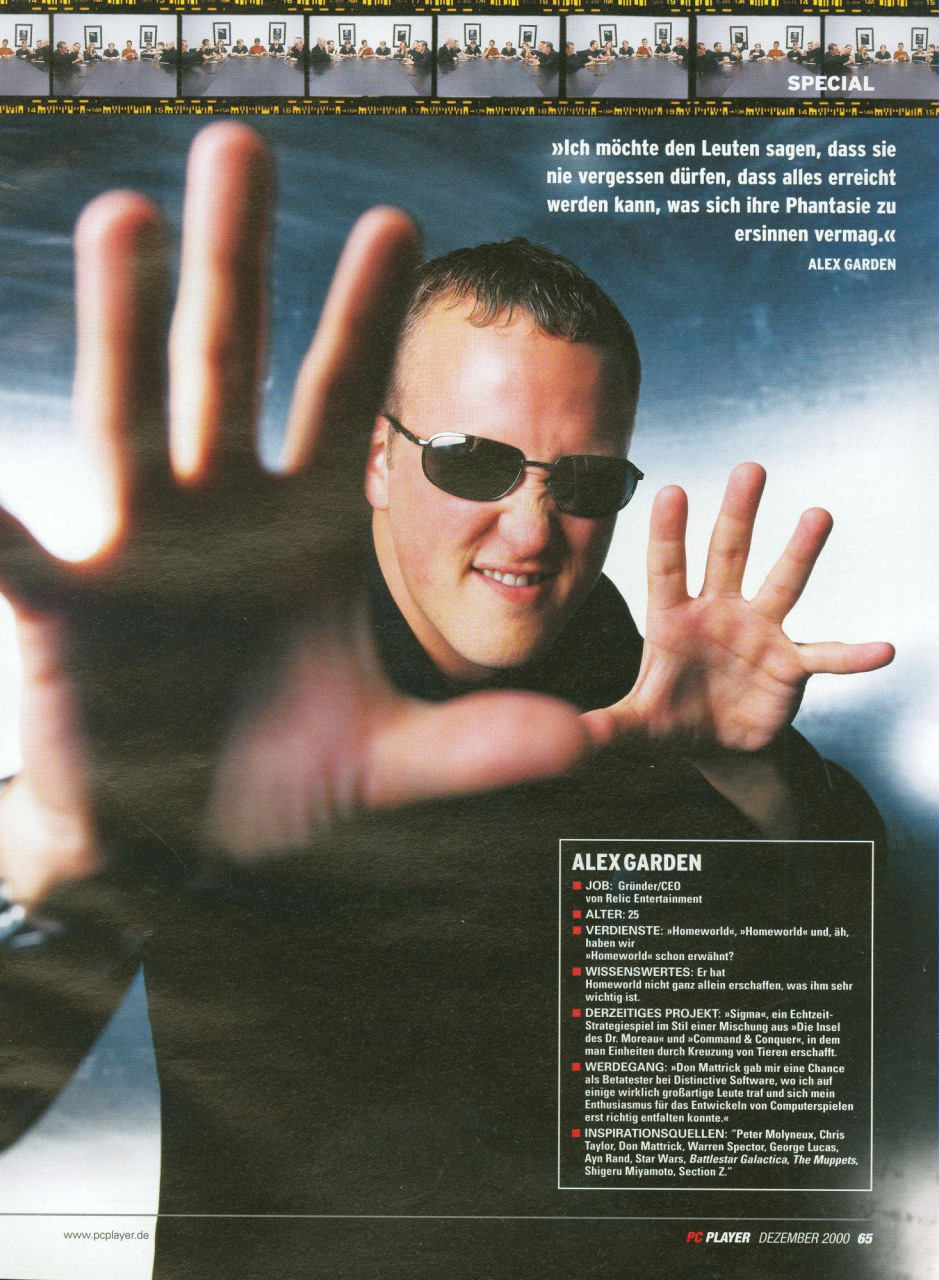 SPECIAL
»Ich möchte den Leuten sagen, dass sie
nie vergessen dürfen, dass alles erreicht
werden kann, was sich ihre Phantasie zu
ersinnen vermag.«
ALEX GARDEN
ALEX GARDEN
JOB: Gründer/CEO
von Relic Entertainment
ALTER: 25
VERDIENSTE: »Homeworld«, »Homeworld« und, äh,
haben wir
»Homeworld« schon erwähnt?
WISSENSWERTES: Er hat
Homeworld nicht ganz allein erschaffen, was ihm sehr
wichtig ist.
DERZEITIGES PROJEKT: »Sigma«, ein Echtzeit-
Strategiespiel im Stil einer Mischung aus »Die Insel
des Dr. Moreau« und »Command & Conquer«, in dem
man Einheiten durch Kreuzung von Tieren erschafft.
WERDEGANG: »Don Mattrick gab mir eine Chance
als Betatester bei Distinctive Software, wo ich auf
einige wirklich großartige Leute traf und sich mein
Enthusiasmus für das Entwickeln von Computerspielen
erst richtig entfalten konnte.«
INSPIRATIONSQUELLEN: "Peter Molyneux, Chris
Taylor, Don Mattrick, Warren Spector, George Lucas,
Ayn Rand, Star Wars, Battlestar Galactica, The Muppets,
Shigeru Miyamoto, Section Z."
www.pcplayer.de
PC PLAYER DEZEMBER 2000 65